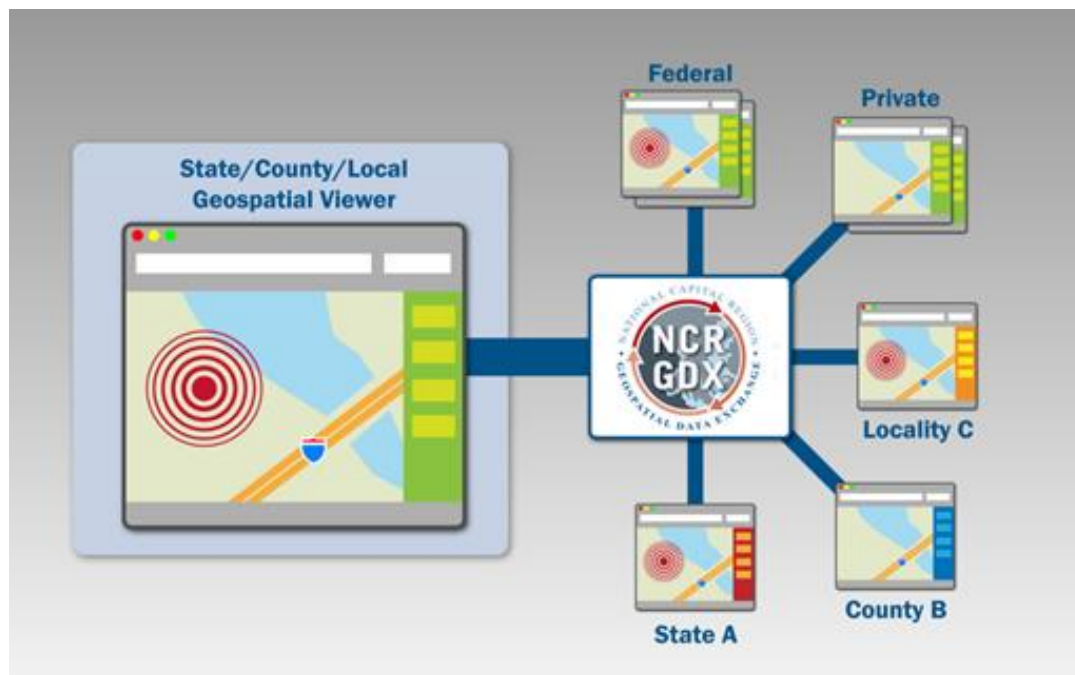 State/County/Local
Geospatial Viewer
Federal
Private
NATIONAL CAPITAL REGION
NCR
GDX
GEOSPATIAL DATA EXCHANGE
Locality C
County B
State A